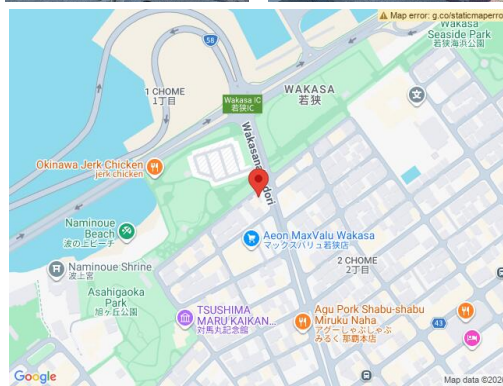 ⚠ Map error: g.co/staticmaperro
Wakasa
Seaside Park
若狭海浜公園
58
1 CHOME
1丁目
Wakasa IC
若狭IC
WAKASA
若狭
Wakasana
dori
Okinawa Jerk Chicken
jerk chicken
Naminoue
Beach
波の上ビーチ
Aeon MaxValu Wakasa
マックスバリュ若狭店
Naminoue Shrine
波上宮
2 CHOME
2丁目
Asahigaoka
Park
旭ヶ丘公園
TSUSHIMA
MARU KAIKAN...
対馬丸記念館
Agu Pork Shabu-shabu
Miruku Naha
アグーしゃぶしゃぶ
みるく 那覇本店
43
Google
Map data ©202